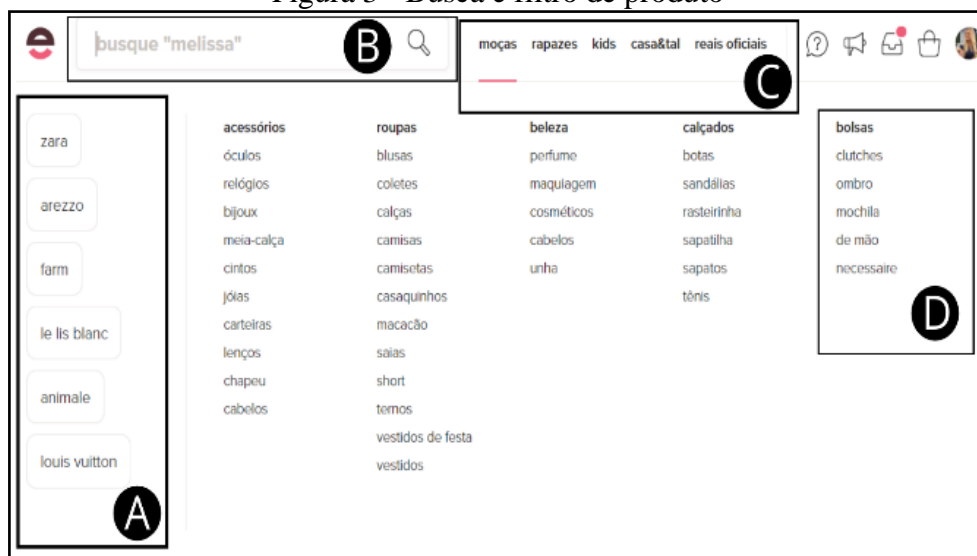 Figura 3 - Busca e filtro de produto
busque "melissa"
B
moças rapazes kids casa&tal reais oficiais
C
zara
arezzo
farm
le lis blanc
animale
louis vuitton
A
acessórios
óculos
relógios
bijoux
meia-calça
cintos
jóias
carteiras
lenços
chapeu
cabelos
roupas
blusas
coletes
calças
camisas
camisetas
casaquinhos
macacão
saias
short
ternos
vestidos de festa
vestidos
beleza
perfume
maquiagem
cosméticos
cabelos
unha
calçados
botas
sandálias
rasteirinha
sapatilha
sapatos
tênis
bolsas
clutches
ombro
mochila
de mão
necessaire
D